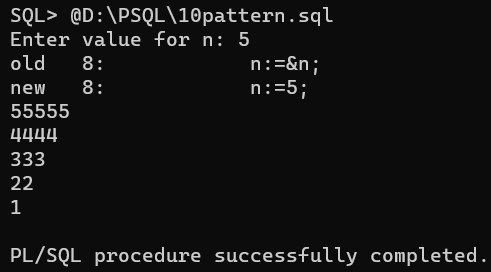 SQL> @D:\PSQL\10pattern.sql
Enter value for n: 5
old   8:            n:=&n;
new   8:            n:=5;
55555
4444
333
22
1
PL/SQL procedure successfully completed.